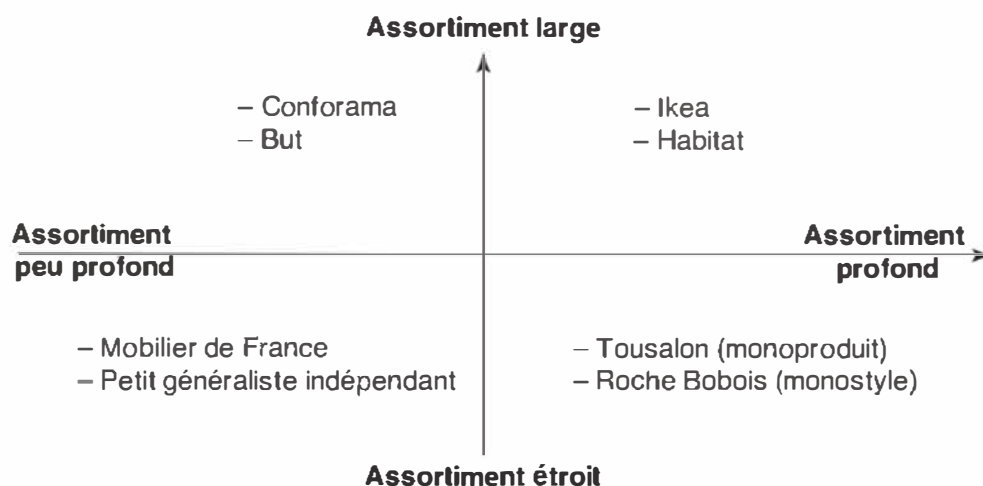 Assortiment large
– Conforama
– But
– Ikea
– Habitat
Assortiment
peu profond
Assortiment
profond
– Mobilier de France
– Petit généraliste indépendant
– Tousalon (monoproduit)
– Roche Bobois (monostyle)
Assortiment étroit